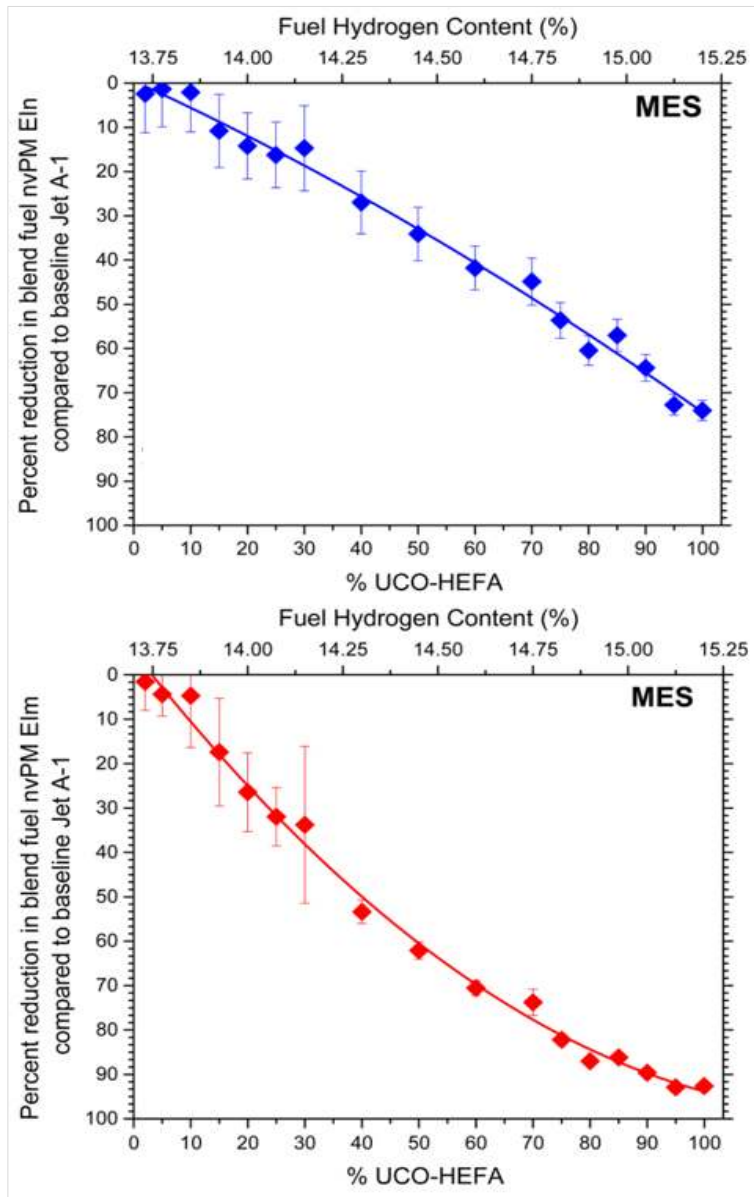 Fuel Hydrogen Content (%)
13.75 14.00 14.25 14.50 14.75 15.00 15.25
MES
0
10
20
30
40
50
60
70
80
90
100
Percent reduction in blend fuel nvPM EIn
compared to baseline Jet A-1
0 10 20 30 40 50 60 70 80 90 100
% UCO-HEFA
Fuel Hydrogen Content (%)
13.75 14.00 14.25 14.50 14.75 15.00 15.25
MES
0
10
20
30
40
50
60
70
80
90
100
Percent reduction in blend fuel nvPM EIm
compared to baseline Jet A-1
0 10 20 30 40 50 60 70 80 90 100
% UCO-HEFA